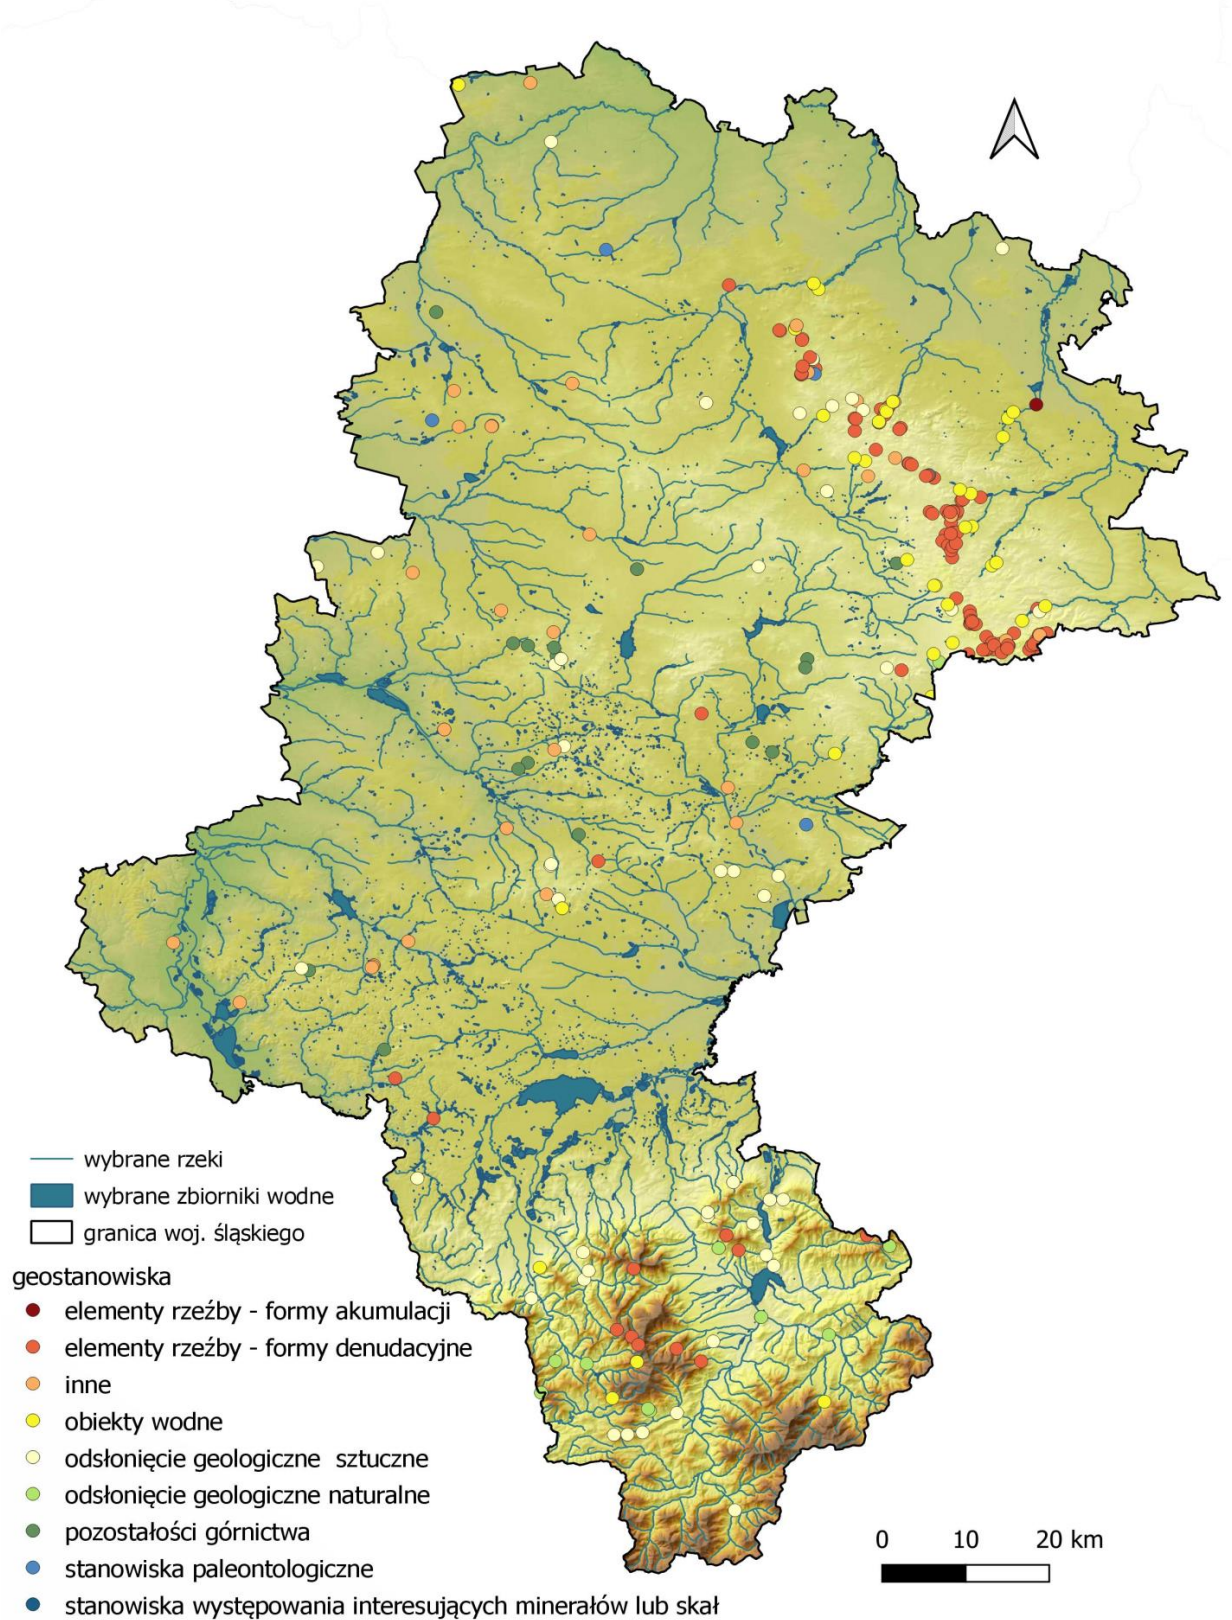 wybrane rzeki
wybrane zbiorniki wodne
granica woj. śląskiego
geostanowiska
elementy rzeźby - formy akumulacji
elementy rzeźby - formy denudacyjne
inne
obiekty wodne
odsłonięcie geologiczne  sztuczne
odsłonięcie geologiczne naturalne
pozostałości górnictwa
stanowiska paleontologiczne
stanowiska występowania interesujących minerałów lub skał
0 10 20 km